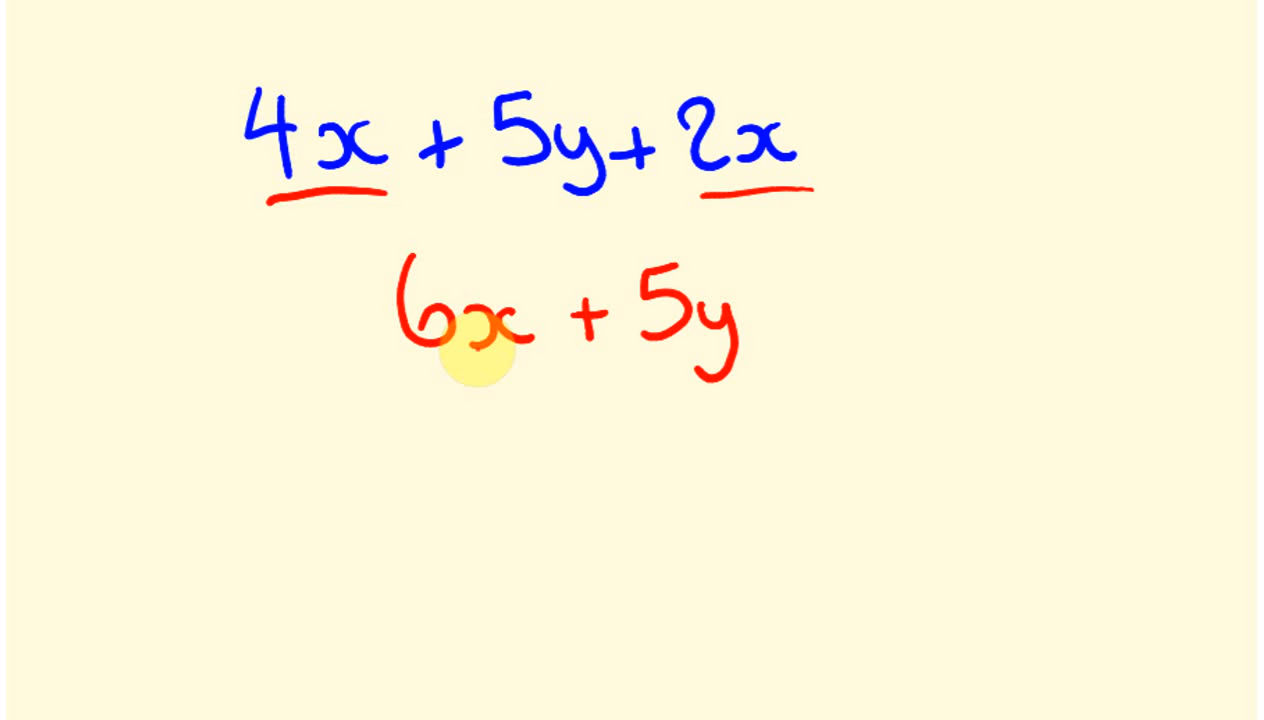 4x + 5y + 2x
6x + 5y